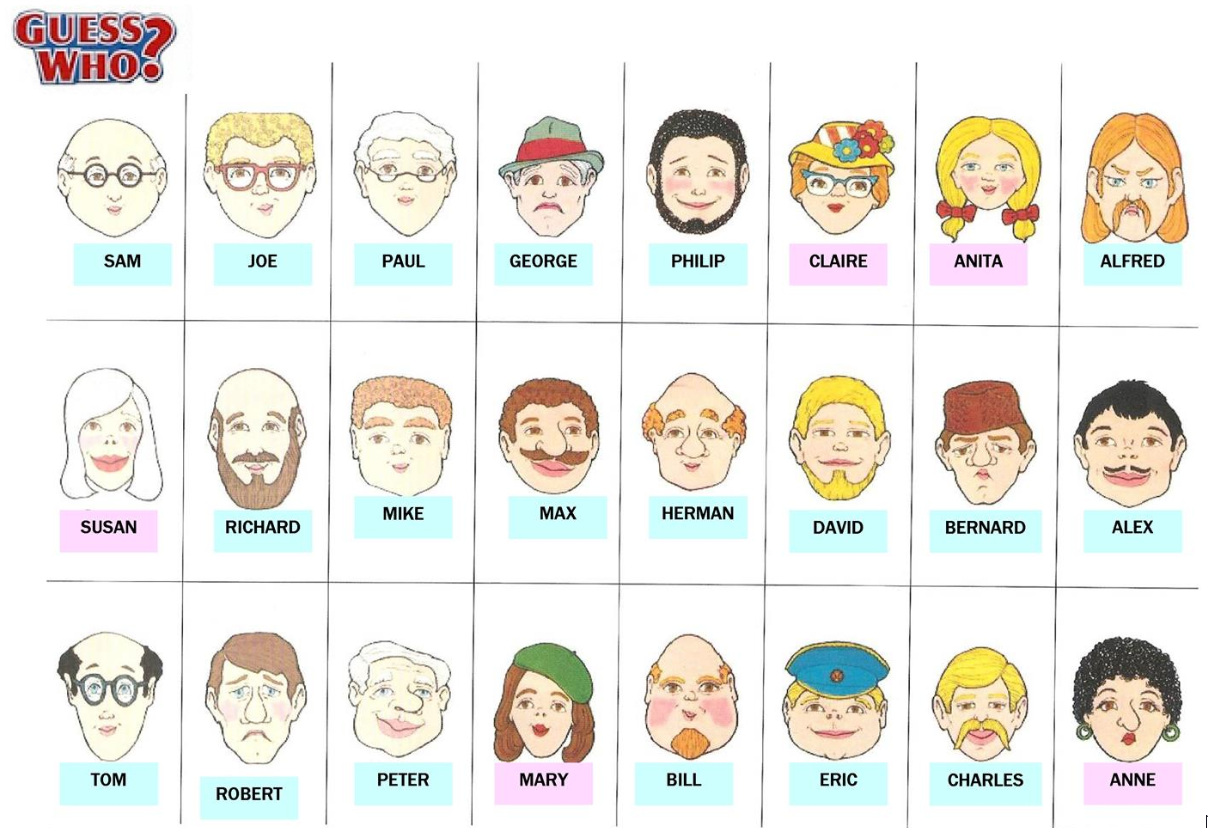 GUESS
WHO?
SAM
JOE
PAUL
GEORGE
PHILIP
CLAIRE
ANITA
ALFRED
SUSAN
RICHARD
MIKE
MAX
HERMAN
DAVID
BERNARD
ALEX
TOM
ROBERT
PETER
MARY
BILL
ERIC
CHARLES
ANNE